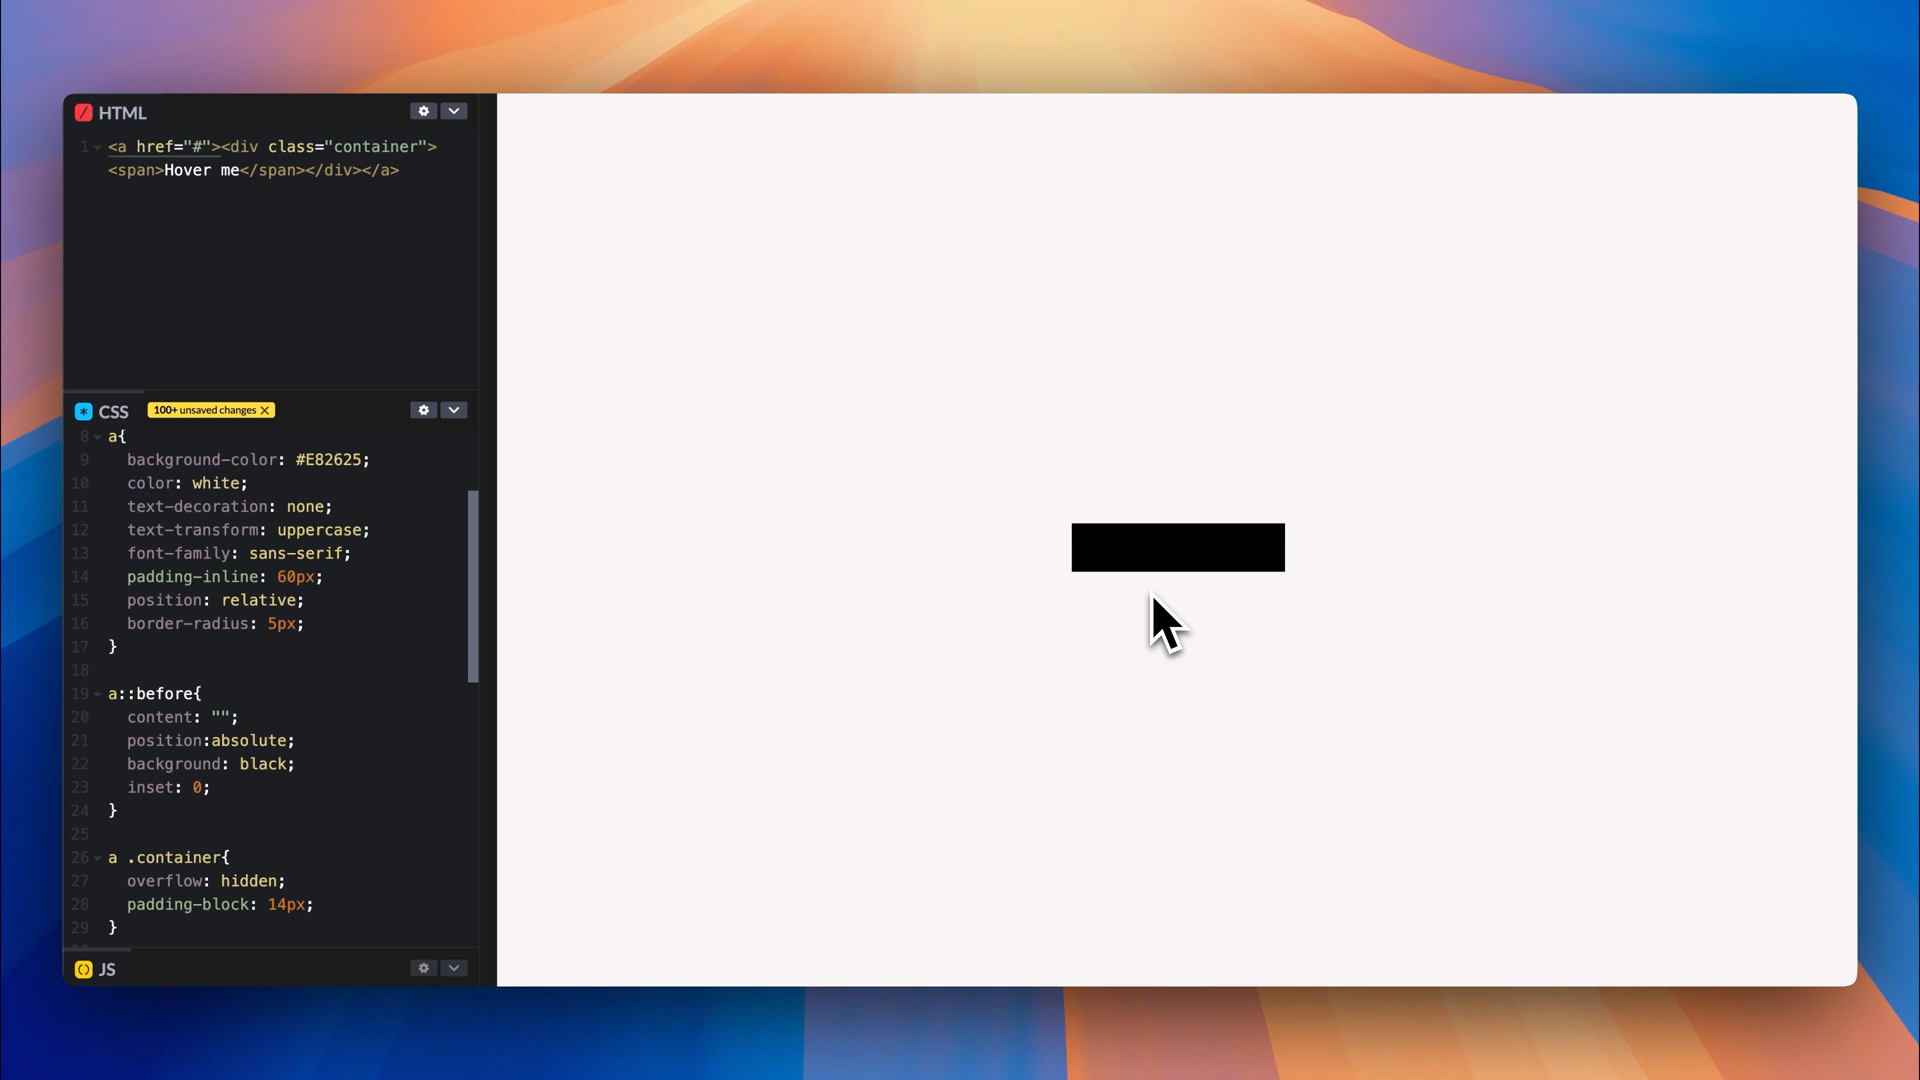 HTML
1 <a href="#"><div class="container">
<span>Hover me</span></div></a>
CSS 100+ unsaved changes ×
8 a{
9 background-color: #E82625;
10 color: white;
11 text-decoration: none;
12 text-transform: uppercase;
13 font-family: sans-serif;
14 padding-inline: 60px;
15 position: relative;
16 border-radius: 5px;
17 }
18
19 a::before{
20 content: "";
21 position:absolute;
22 background: black;
23 inset: 0;
24 }
25
26 a .container{
27 overflow: hidden;
28 padding-block: 14px;
29 }
JS